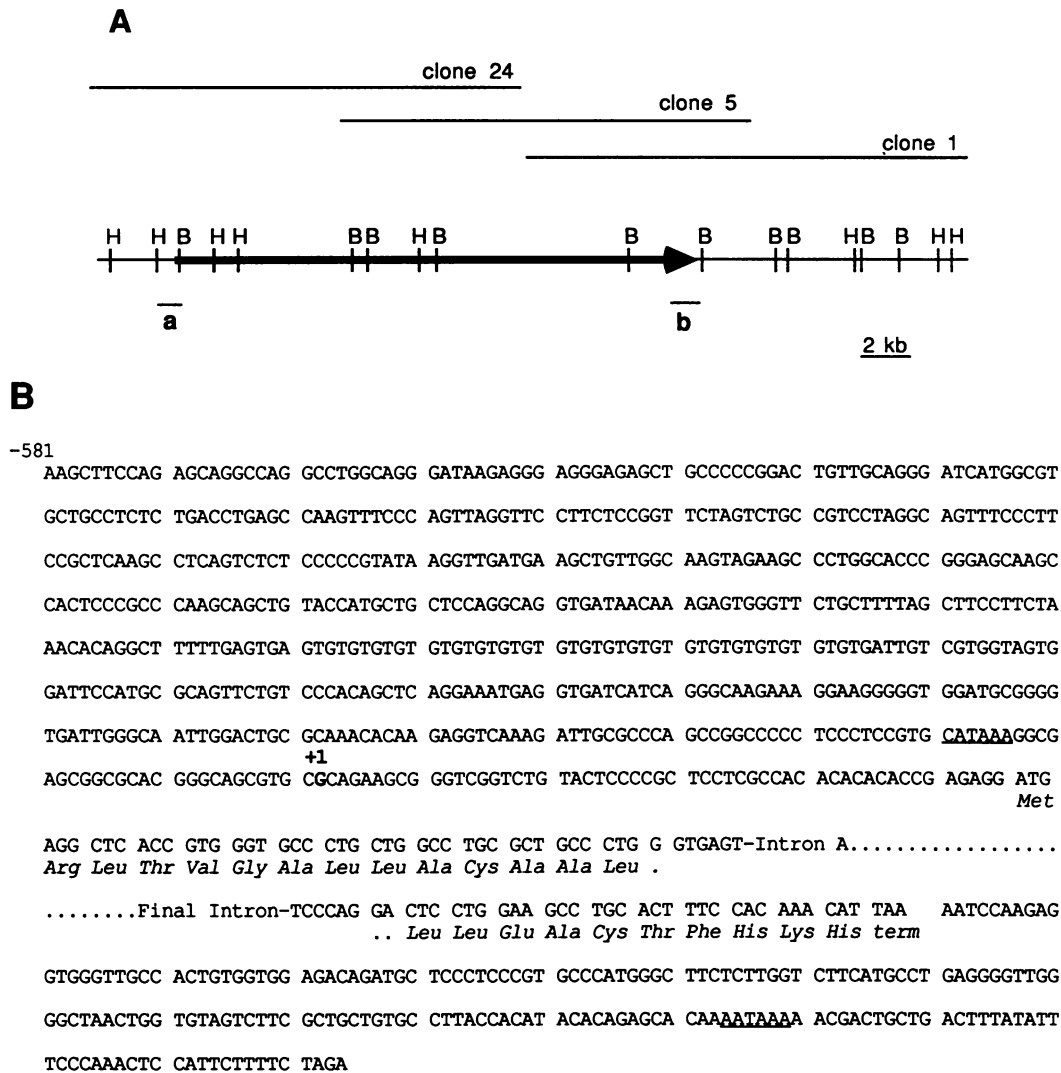 A
clone 24
clone 5
clone 1
H H B H H B B H B B B B B H B B H H
a b
2 kb
B
-581
AAGCTTCCAG AGCAGGCCAG GCCTGGCAGG GATAAGAGGG AGGGAGAGCT GCCCCCGGAC TGTTGCAGGG ATCATGGCGT
GCTGCCTCTC TGACCTGAGC CAAGTTTCCC AGTTAGGTTC CTTCTCCGGT TCTAGTCTGC CGTCCTAGGC AGTTTCCCTT
CCGCTCAAGC CTCAGTCTCT CCCCCGTATA AGGTTGATGA AGCTGTTGGC AAGTAGAAGC CCTGGCACCC GGGAGCAAGC
CACTCCCGCC CAAGCAGCTG TACCATGCTG CTCCAGGCAG GTGATAACAA AGAGTGGGTT CTGCTTTTAG CTTCCTTCTA
AACACAGGCT TTTTGAGTGA GTGTGTGTGT GTGTGTGTGT GTGTGTGTGT GTGTGTGTGT GTGTGATTGT CGTGGTAGTG
GATTCCATGC GCAGTTCTGT CCCACAGCTC AGGAAATGAG GTGATCATCA GGGCAAGAAA GGAAGGGGGT GGATGCGGGG
TGATTGGGCA ATTGGACTGC GCAAACACAA GAGGTCAAAG ATTGCGCCCA GCCGGCCCCC TCCCTCCGTG CATAAAGGCG
+1
AGCGGCGCAC GGGCAGCGTG CGCAGAAGCG GGTCGGTCTG TACTCCCCGC TCCTCGCCAC ACACACACCG AGAGG ATG
Met
AGG CTC ACC GTG GGT GCC CTG CTG GCC TGC GCT GCC CTG G GTGAGT-Intron A..................
Arg Leu Thr Val Gly Ala Leu Leu Ala Cys Ala Ala Leu .
........Final Intron-TCCCAG GA CTC CTG GAA GCC TGC ACT TTC CAC AAA CAT TAA AATCCAAGAG
.. Leu Leu Glu Ala Cys Thr Phe His Lys His term
GTGGGTTGCC ACTGTGGTGG AGACAGATGC TCCCTCCCGT GCCCATGGGC TTCTCTTGGT CTTCATGCCT GAGGGGTTGG
GGCTAACTGG TGTAGTCTTC GCTGCTGTGC CTTACCACAT ACACAGAGCA CAAAATAAAA ACGACTGCTG ACTTTATATT
TCCCAAACTC CATTCTTTTC TAGA